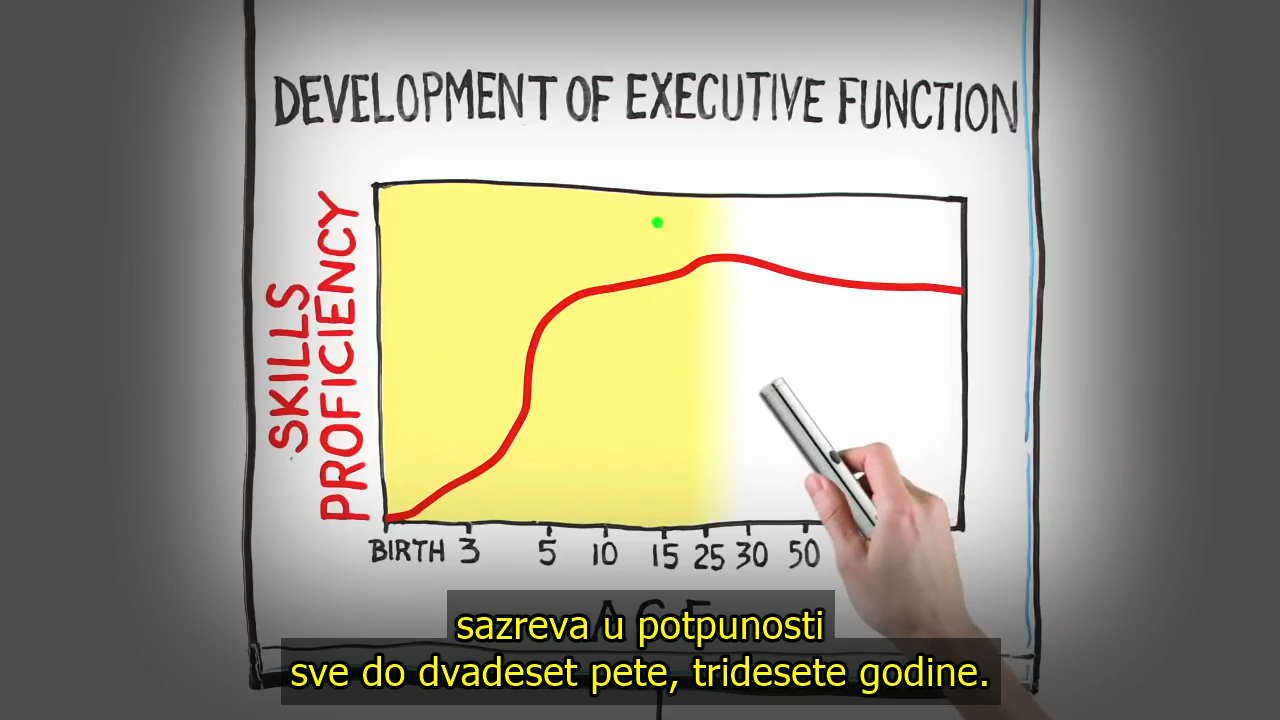 DEVELOPMENT OF EXECUTIVE FUNCTION
SKILLS
PROFICIENCY
BIRTH 3 5 10 15 25 30 50
AGE
sazreva u potpunosti
sve do dvadeset pete, tridesete godine.